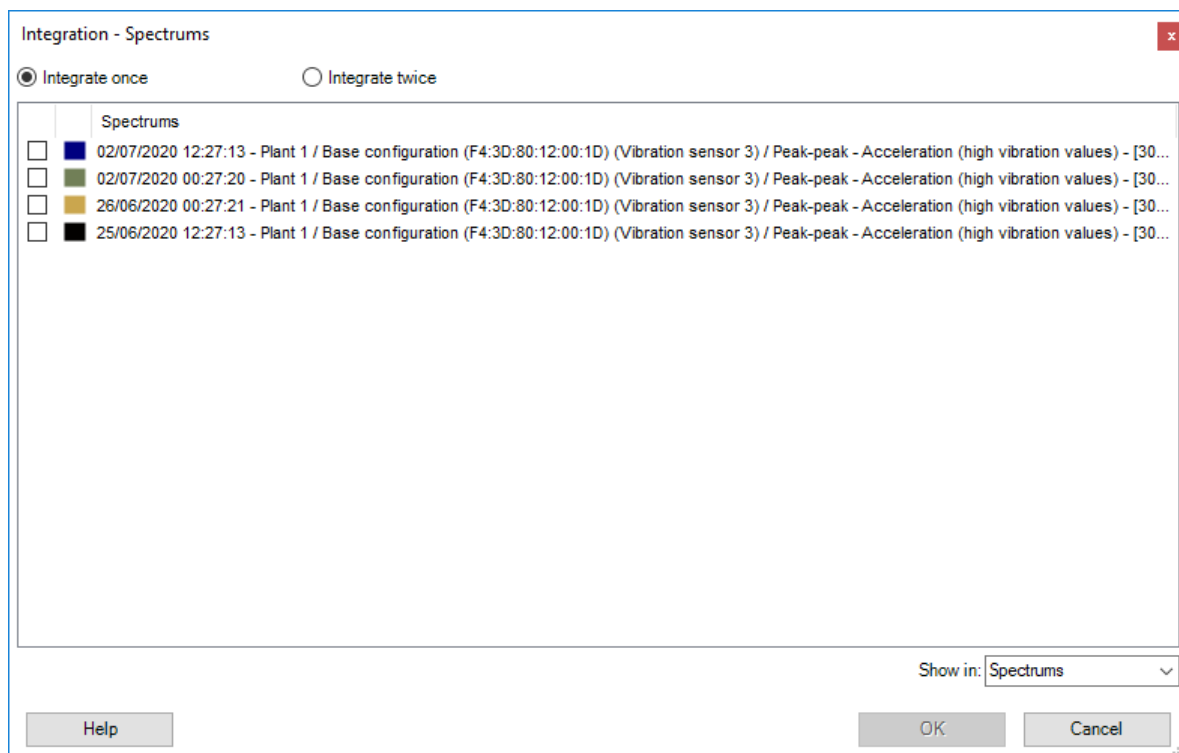 Integration - Spectrums
x
Integrate once Integrate twice
Spectrums
02/07/2020 12:27:13 - Plant 1 / Base configuration (F4:3D:80:12:00:1D) (Vibration sensor 3) / Peak-peak - Acceleration (high vibration values) - [30...
02/07/2020 00:27:20 - Plant 1 / Base configuration (F4:3D:80:12:00:1D) (Vibration sensor 3) / Peak-peak - Acceleration (high vibration values) - [30...
26/06/2020 00:27:21 - Plant 1 / Base configuration (F4:3D:80:12:00:1D) (Vibration sensor 3) / Peak-peak - Acceleration (high vibration values) - [30...
25/06/2020 12:27:13 - Plant 1 / Base configuration (F4:3D:80:12:00:1D) (Vibration sensor 3) / Peak-peak - Acceleration (high vibration values) - [30...
Show in: Spectrums
Help OK Cancel